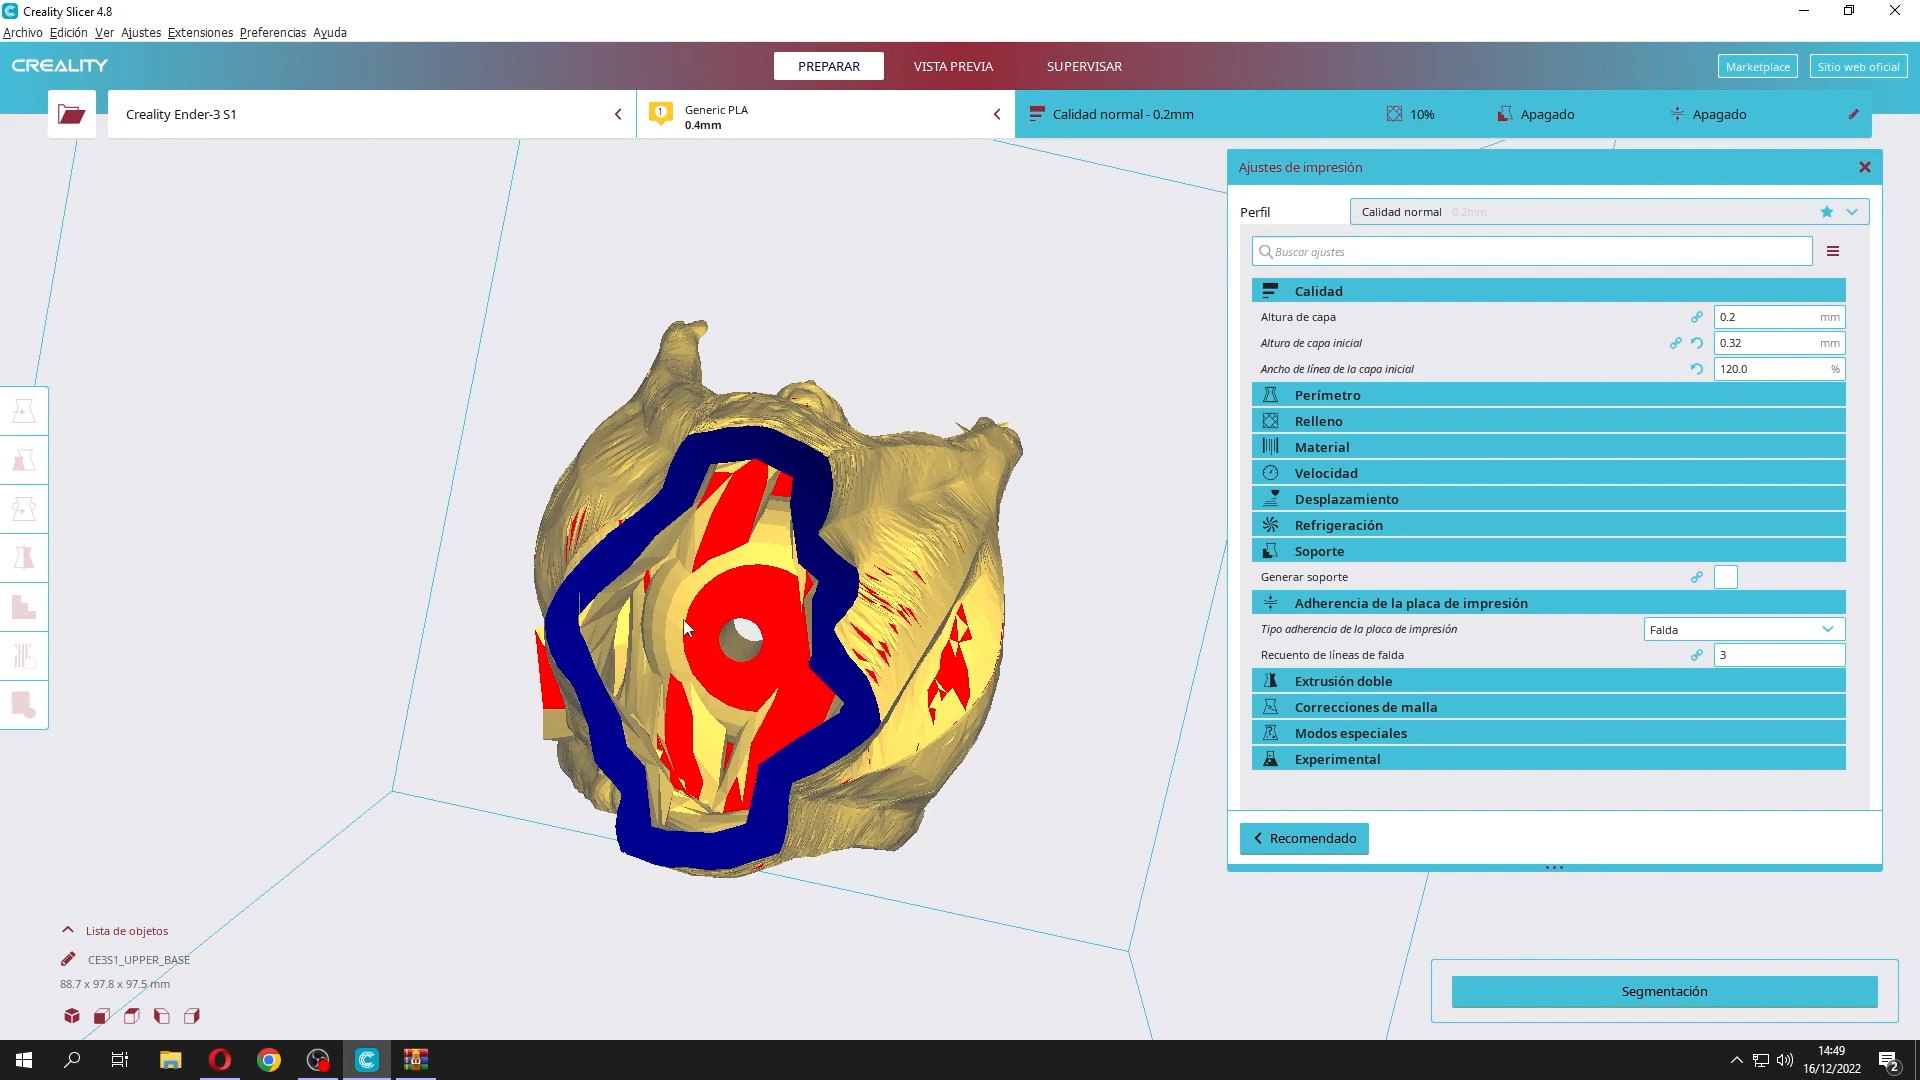 Creality Slicer 4.8
Archivo Edición Ver Ajustes Extensiones Preferencias Ayuda
CREALITY
PREPARAR
VISTA PREVIA
SUPERVISAR
Marketplace
Sitio web oficial
Creality Ender-3 S1
1
Generic PLA
0.4mm
Calidad normal - 0.2mm
10%
Apagado
Apagado
Ajustes de impresión
Perfil
Calidad normal - 0.2mm
Buscar ajustes
Calidad
Altura de capa 0.2 mm
Altura de capa inicial 0.32 mm
Ancho de línea de la capa inicial 120.0 %
Perímetro
Relleno
Material
Velocidad
Desplazamiento
Refrigeración
Soporte
Generar soporte
Adherencia de la placa de impresión
Tipo adherencia de la placa de impresión Falda
Recuento de líneas de falda 3
Extrusión doble
Correcciones de malla
Modos especiales
Experimental
Recomendado
Lista de objetos
CE3S1_UPPER_BASE
88.7 x 97.8 x 97.5 mm
Segmentación
14:49
16/12/2022
2